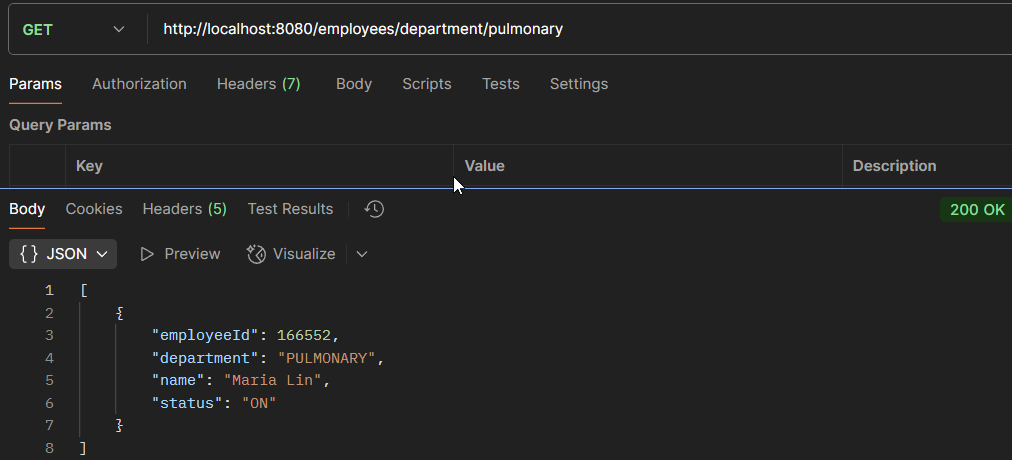 GET http://localhost:8080/employees/department/pulmonary
Params Authorization Headers (7) Body Scripts Tests Settings
Query Params
Key Value Description
Body Cookies Headers (5) Test Results 200 OK
{} JSON Preview Visualize
1 [
2 {
3 "employeeId": 166552,
4 "department": "PULMONARY",
5 "name": "Maria Lin",
6 "status": "ON"
7 }
8 ]